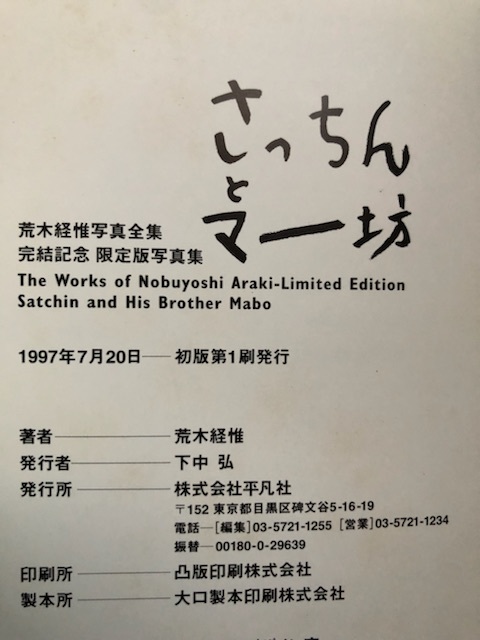 さっちん
と
マー坊
荒木経惟写真全集
完結記念 限定版写真集
The Works of Nobuyoshi Araki-Limited Edition
Satchin and His Brother Mabo
1997年7月20日——初版第1刷発行
著者——荒木経惟
発行者——下中 弘
発行所——株式会社平凡社
〒152 東京都目黒区碑文谷5-16-19
電話—[編集]03-5721-1255 [営業]03-5721-1234
振替—00180-0-29639
印刷所——凸版印刷株式会社
製本所——大口製本印刷株式会社